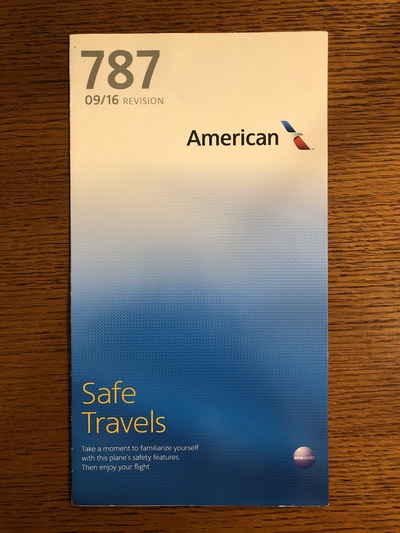 787
09/16 REVISION
American
Safe
Travels
Take a moment to familiarize yourself
with this plane's safety features.
Then enjoy your flight
oneworld